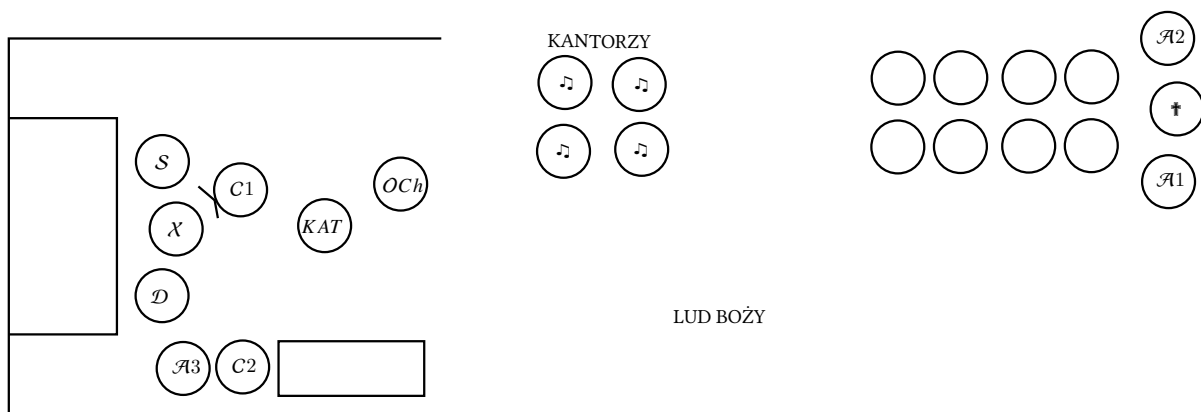 KANTORZY
♫ ♫
♫ ♫
𝒜2
✝
𝒜1
S
C1
OCh
X
KAT
D
LUD BOŻY
𝒜3
C2